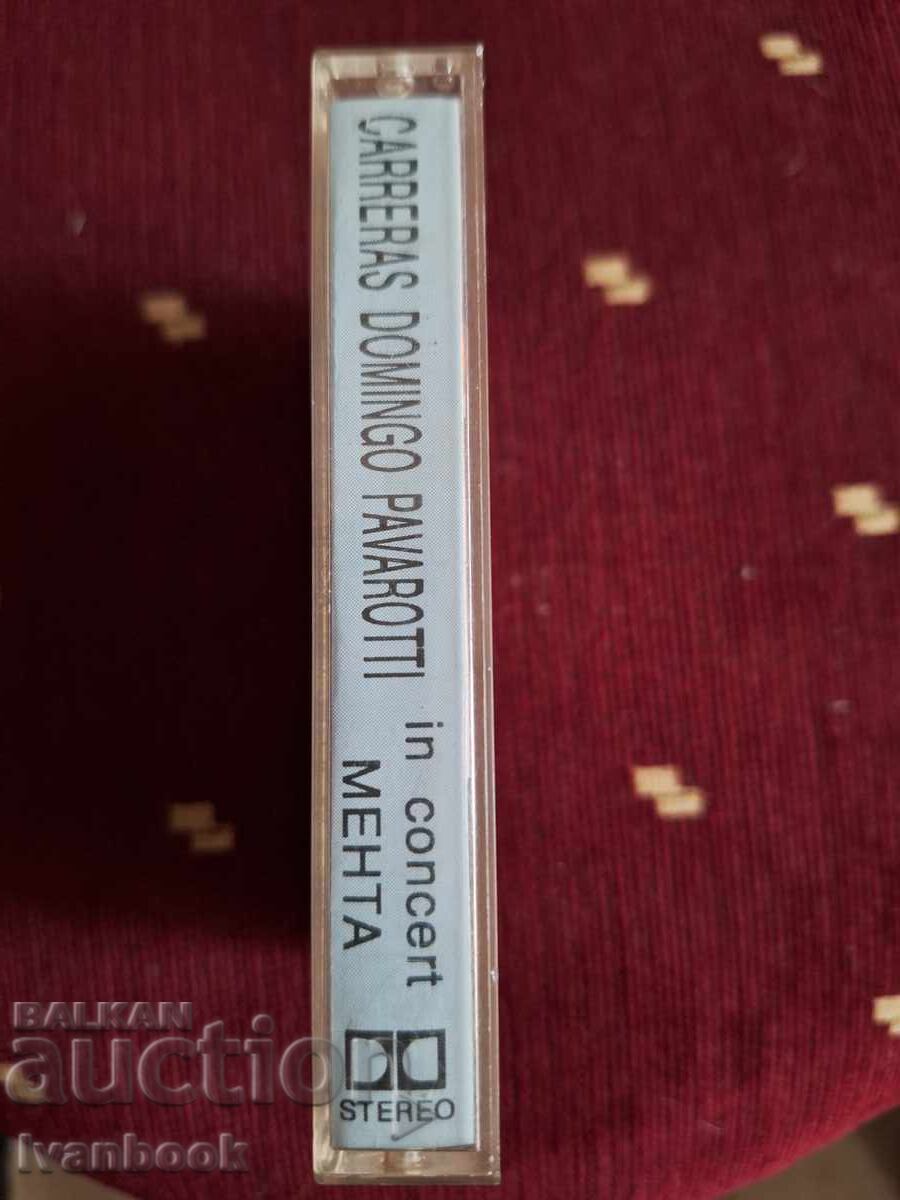 CARRERAS DOMINGO PAVAROTTI
in concert
MEHTA
STEREO
BALKAN
auction
Ivanbook